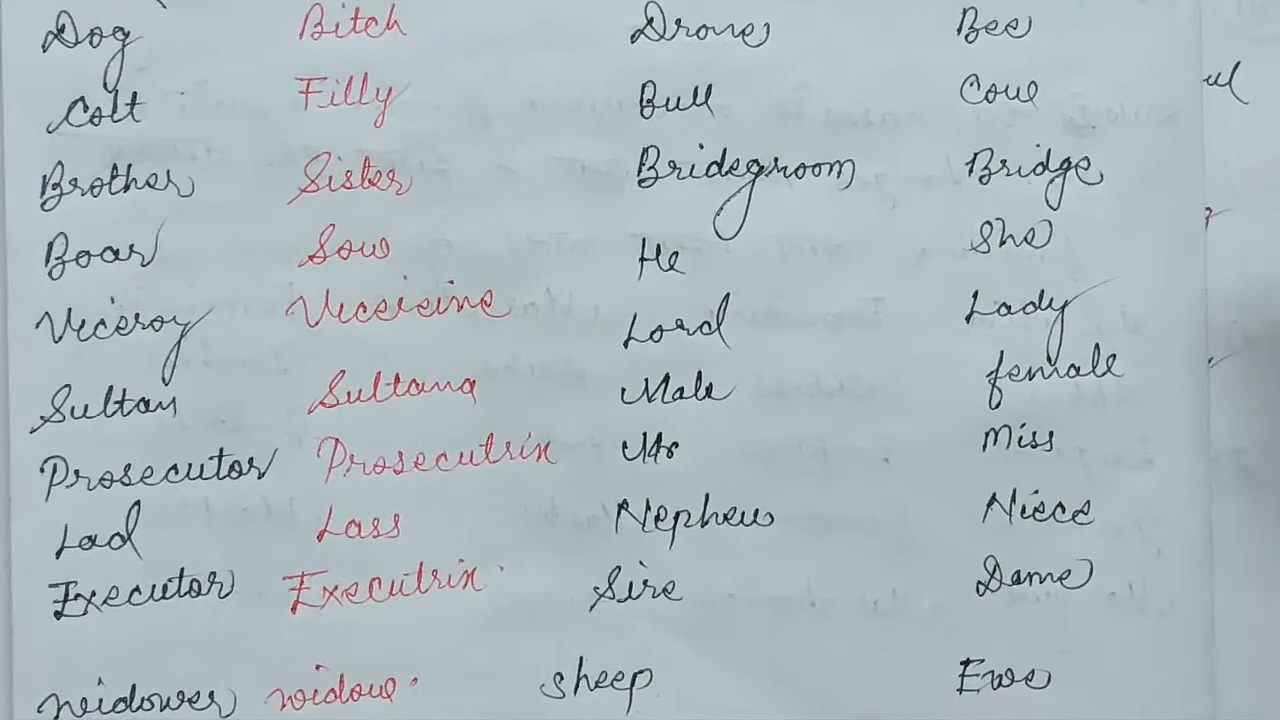 Dog Bitch Drone Bee
Colt Filly Bull Cow
Brother Sister Bridegroom Bridge
Boar Sow He She
Viceroy Vicereine Lord Lady
Sultan Sultana Male female
Prosecutor Prosecutrix Mr Miss
Lad Lass Nephew Niece
Executor Executrix Sire Dame
widower widow sheep Ewe